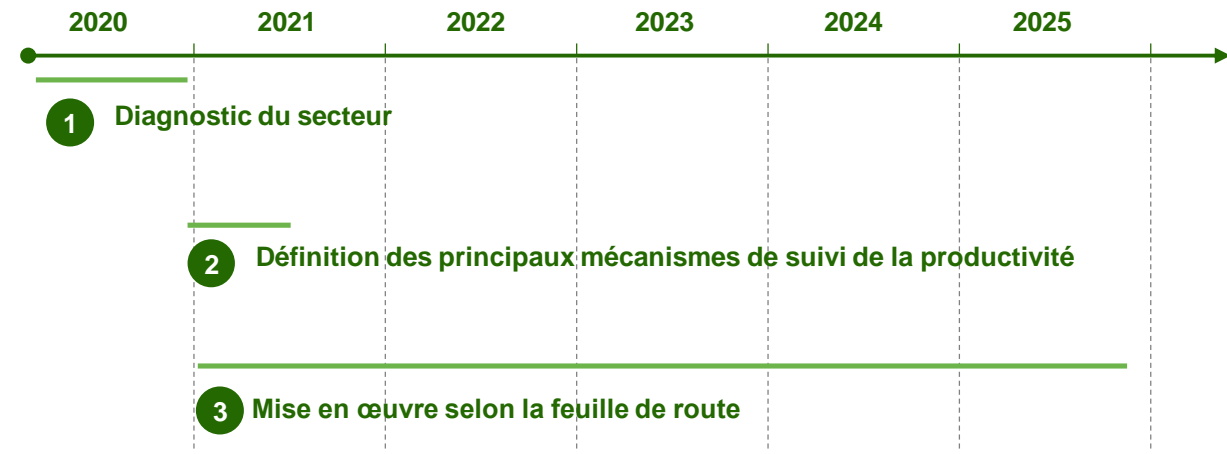 2020 2021 2022 2023 2024 2025
1 Diagnostic du secteur
2 Définition des principaux mécanismes de suivi de la productivité
3 Mise en œuvre selon la feuille de route